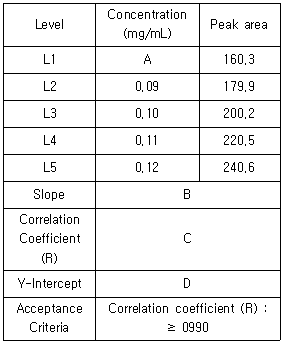 Level Concentration (mg/mL) Peak area
L1 A 160.3
L2 0.09 179.9
L3 0.10 200.2
L4 0.11 220.5
L5 0.12 240.6
Slope B
Correlation Coefficient (R) C
Y-Intercept D
Acceptance Criteria Correlation coefficient (R) : ≥ 0990